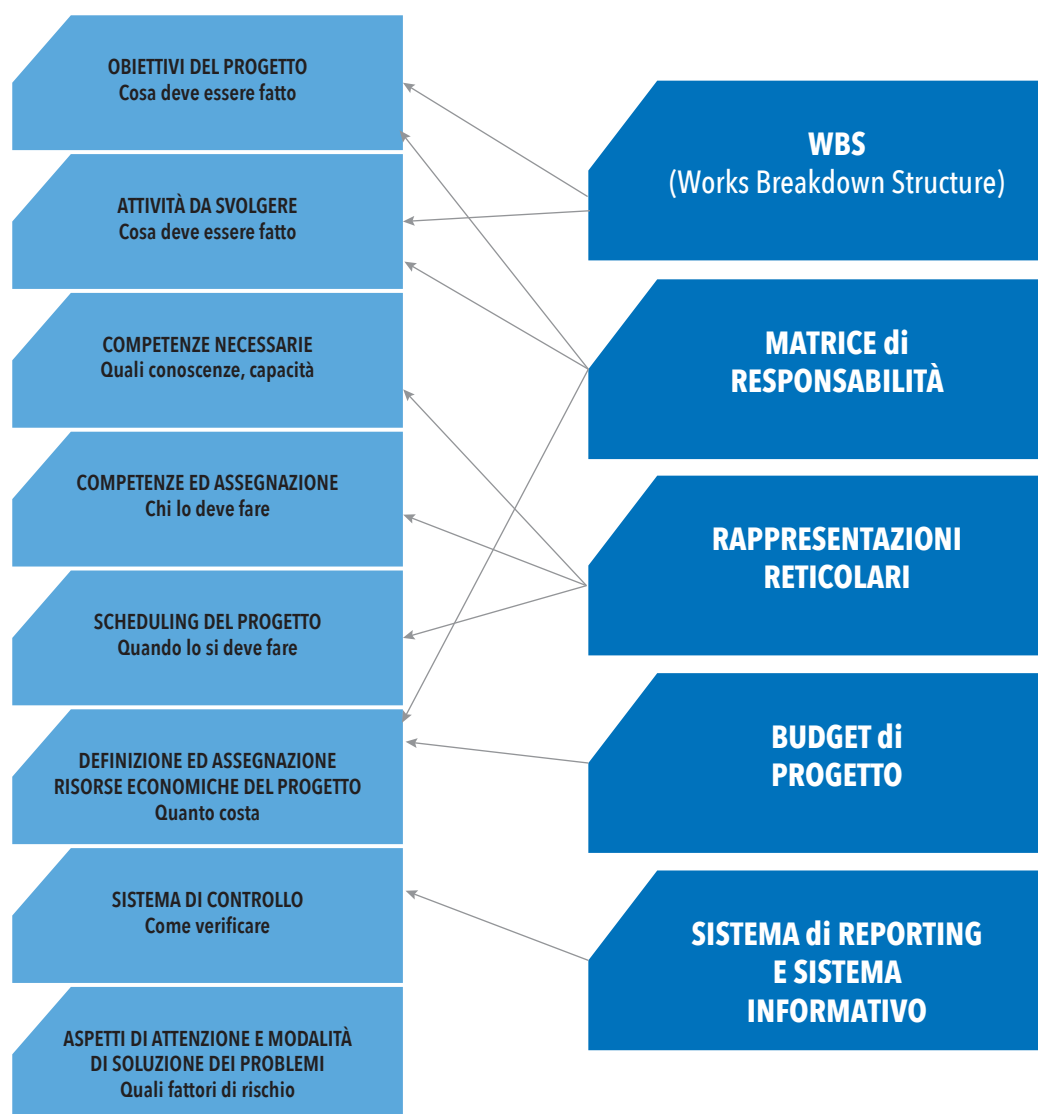 OBIETTIVI DEL PROGETTO
Cosa deve essere fatto
ATTIVITÀ DA SVOLGERE
Cosa deve essere fatto
COMPETENZE NECESSARIE
Quali conoscenze, capacità
COMPETENZE ED ASSEGNAZIONE
Chi lo deve fare
SCHEDULING DEL PROGETTO
Quando lo si deve fare
DEFINIZIONE ED ASSEGNAZIONE
RISORSE ECONOMICHE DEL PROGETTO
Quanto costa
SISTEMA DI CONTROLLO
Come verificare
ASPETTI DI ATTENZIONE E MODALITÀ
DI SOLUZIONE DEI PROBLEMI
Quali fattori di rischio
WBS
(Works Breakdown Structure)
MATRICE di
RESPONSABILITÀ
RAPPRESENTAZIONI
RETICOLARI
BUDGET di
PROGETTO
SISTEMA di REPORTING
E SISTEMA
INFORMATIVO